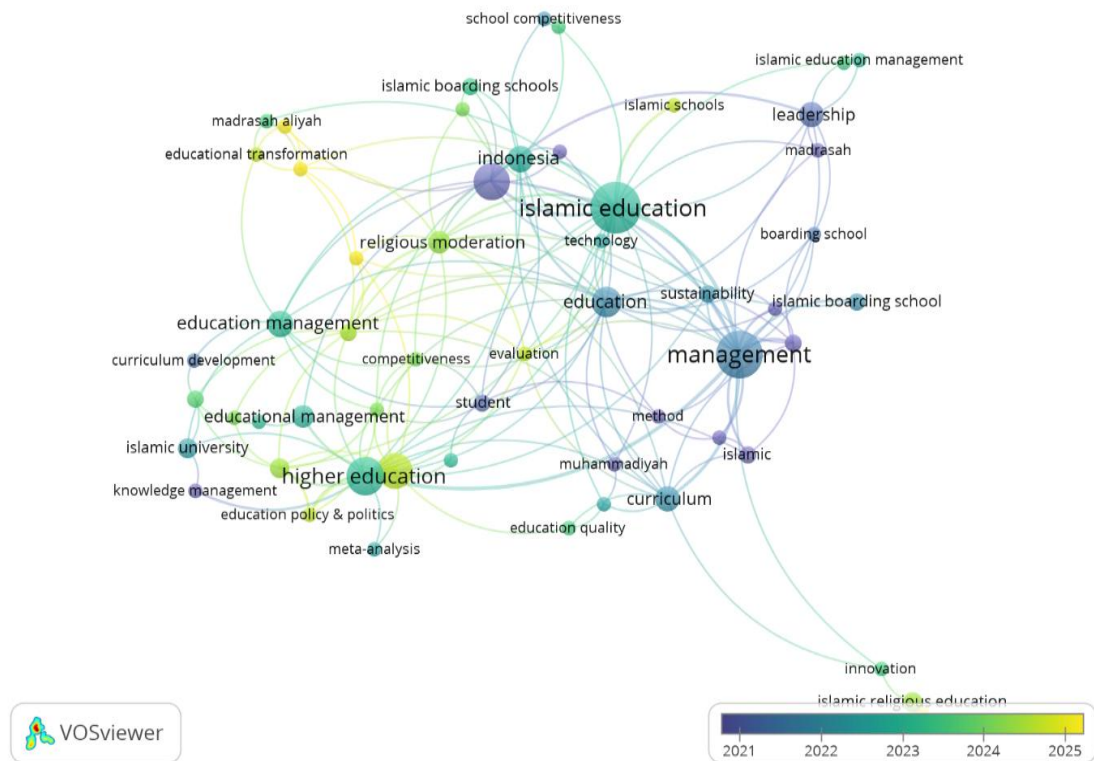 school competitiveness
islamic education management
islamic boarding schools
islamic schools
leadership
madrasah aliyah
madrasah
educational transformation
indonesia
islamic education
religious moderation
technology
boarding school
sustainability
education
islamic boarding school
education management
management
curriculum development
competitiveness
evaluation
student
educational management
method
islamic university
islamic
muhammadiyah
higher education
knowledge management
curriculum
education policy & politics
education quality
meta-analysis
innovation
islamic religious education
VOSviewer
2021 2022 2023 2024 2025